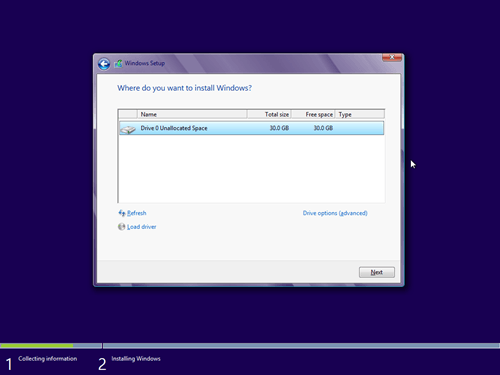 Windows Setup
Where do you want to install Windows?
Name Total size Free space Type
Drive 0 Unallocated Space 30.0 GB 30.0 GB
Refresh Drive options (advanced)
Load driver
Next
1 Collecting information 2 Installing Windows